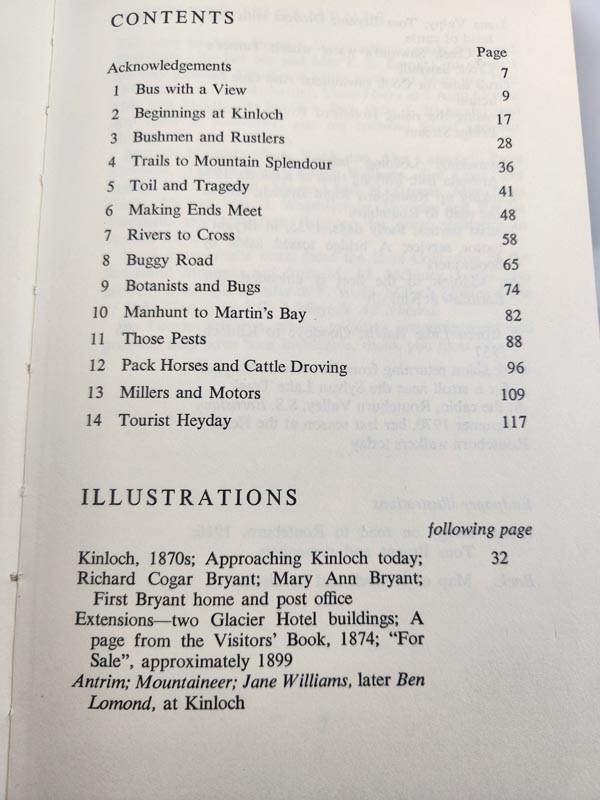 CONTENTS
Page
Acknowledgements 7
1 Bus with a View 9
2 Beginnings at Kinloch 17
3 Bushmen and Rustlers 28
4 Trails to Mountain Splendour 36
5 Toil and Tragedy 41
6 Making Ends Meet 48
7 Rivers to Cross 58
8 Buggy Road 65
9 Botanists and Bugs 74
10 Manhunt to Martin's Bay 82
11 Those Pests 88
12 Pack Horses and Cattle Droving 96
13 Millers and Motors 109
14 Tourist Heyday 117
ILLUSTRATIONS
following page
Kinloch, 1870s; Approaching Kinloch today; 32
Richard Cogar Bryant; Mary Ann Bryant;
First Bryant home and post office
Extensions—two Glacier Hotel buildings; A
page from the Visitors' Book, 1874; "For
Sale", approximately 1899
Antrim; Mountaineer; Jane Williams, later Ben
Lomond, at Kinloch